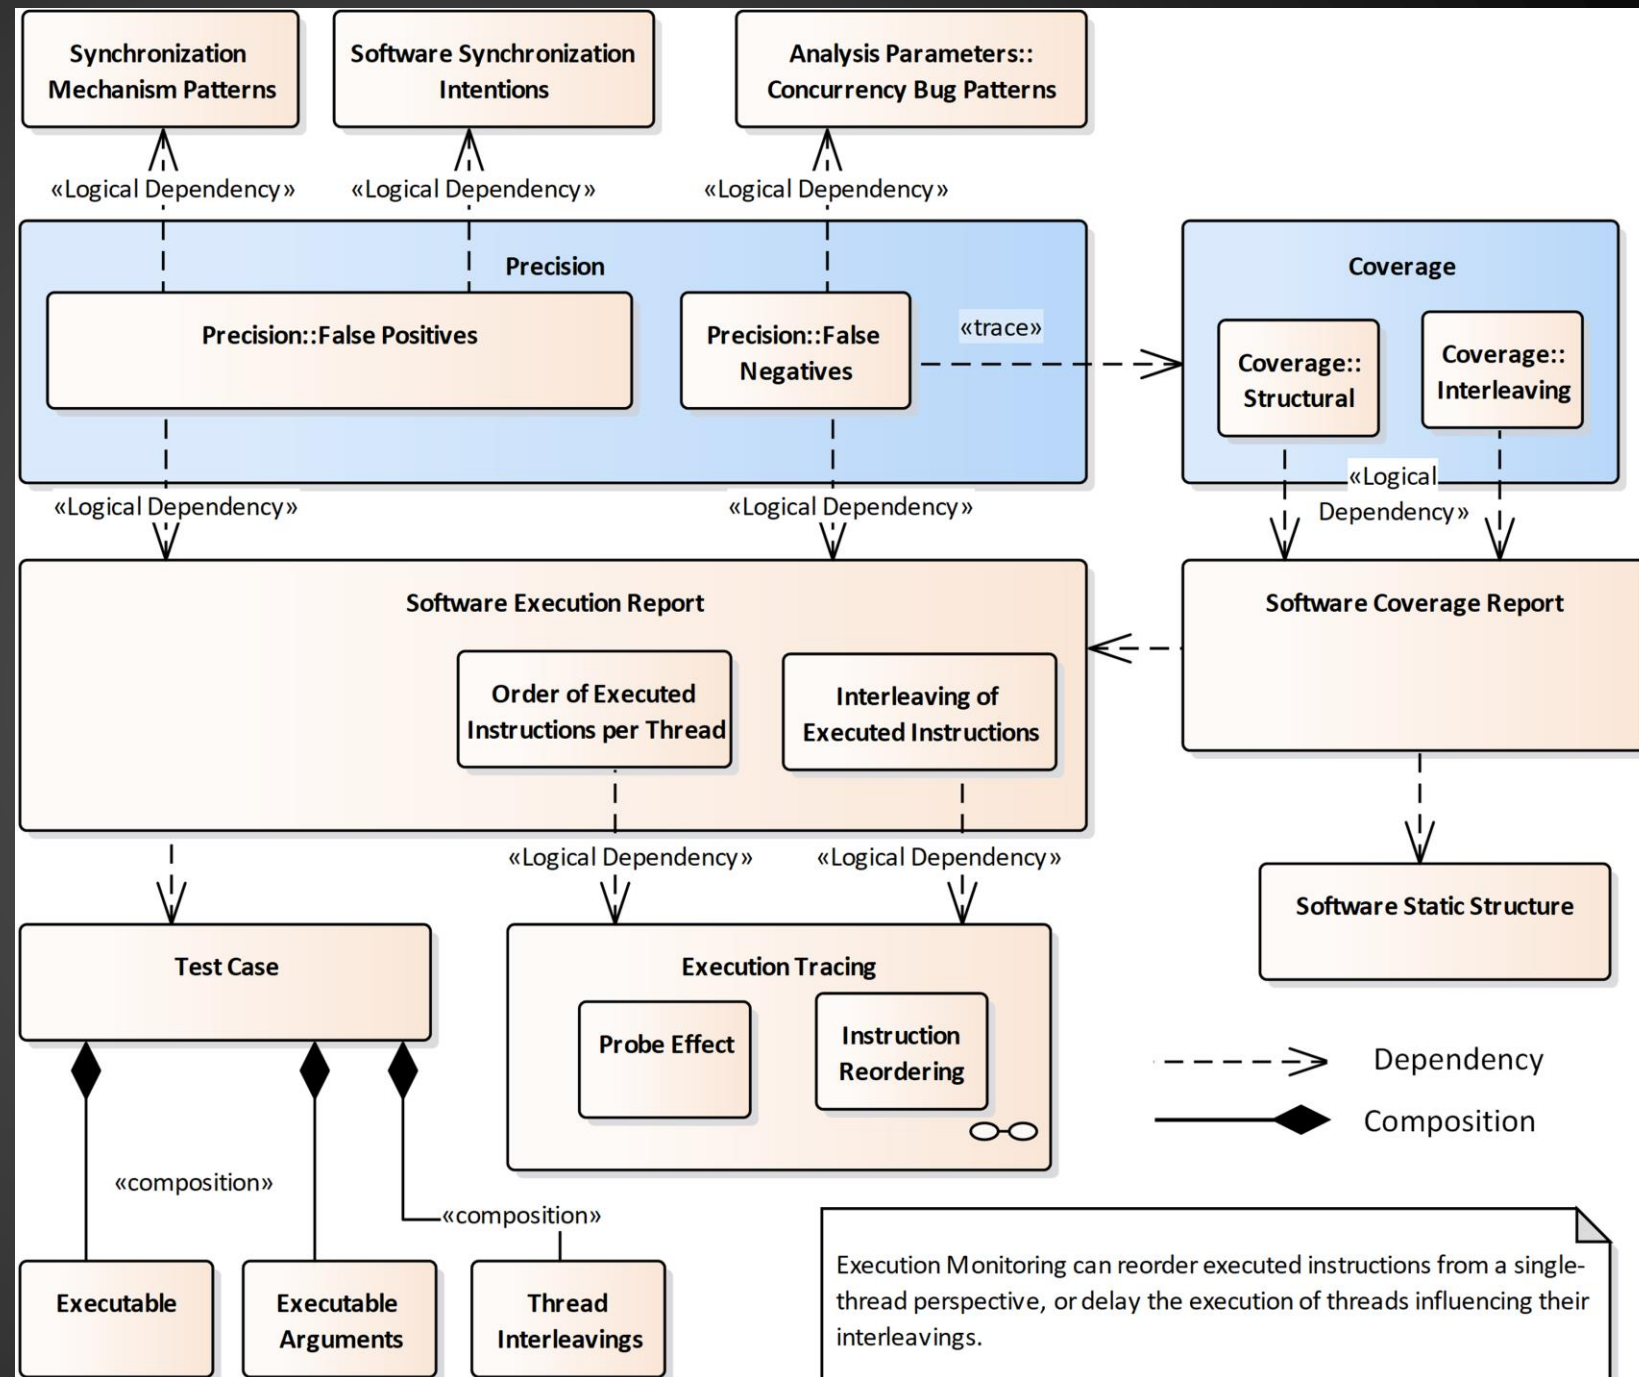 Synchronization
Mechanism Patterns
Software Synchronization
Intentions
Analysis Parameters::
Concurrency Bug Patterns
«Logical Dependency»
«Logical Dependency»
«Logical Dependency»
Precision
Precision::False Positives
Precision::False
Negatives
«trace»
Coverage
Coverage::
Structural
Coverage::
Interleaving
«Logical Dependency»
«Logical Dependency»
«Logical
Dependency»
Software Execution Report
Order of Executed
Instructions per Thread
Interleaving of
Executed Instructions
Software Coverage Report
«Logical Dependency»
«Logical Dependency»
Software Static Structure
Test Case
Execution Tracing
Probe Effect
Instruction
Reordering
Dependency
Composition
«composition»
«composition»
Executable
Executable
Arguments
Thread
Interleavings
Execution Monitoring can reorder executed instructions from a single-
thread perspective, or delay the execution of threads influencing their
interleavings.